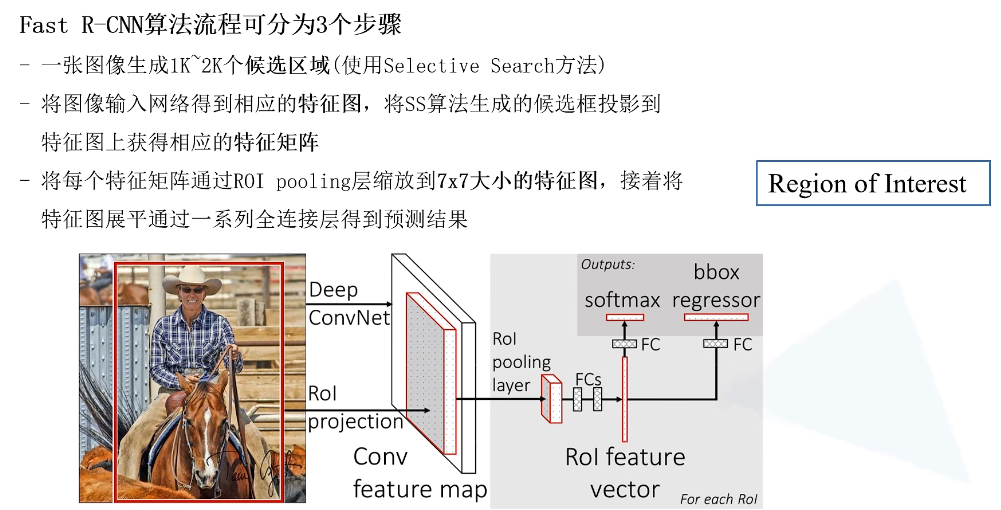 Fast R-CNN算法流程可分为3个步骤
– 一张图像生成1K~2K个候选区域(使用Selective Search方法)
– 将图像输入网络得到相应的特征图，将SS算法生成的候选框投影到
特征图上获得相应的特征矩阵
– 将每个特征矩阵通过ROI pooling层缩放到7x7大小的特征图，接着将
特征图展平通过一系列全连接层得到预测结果
Region of Interest
Deep
ConvNet
RoI
projection
Conv
feature map
RoI
pooling
layer
FCs
Outputs:
softmax
bbox
regressor
FC
FC
RoI feature
vector
For each RoI